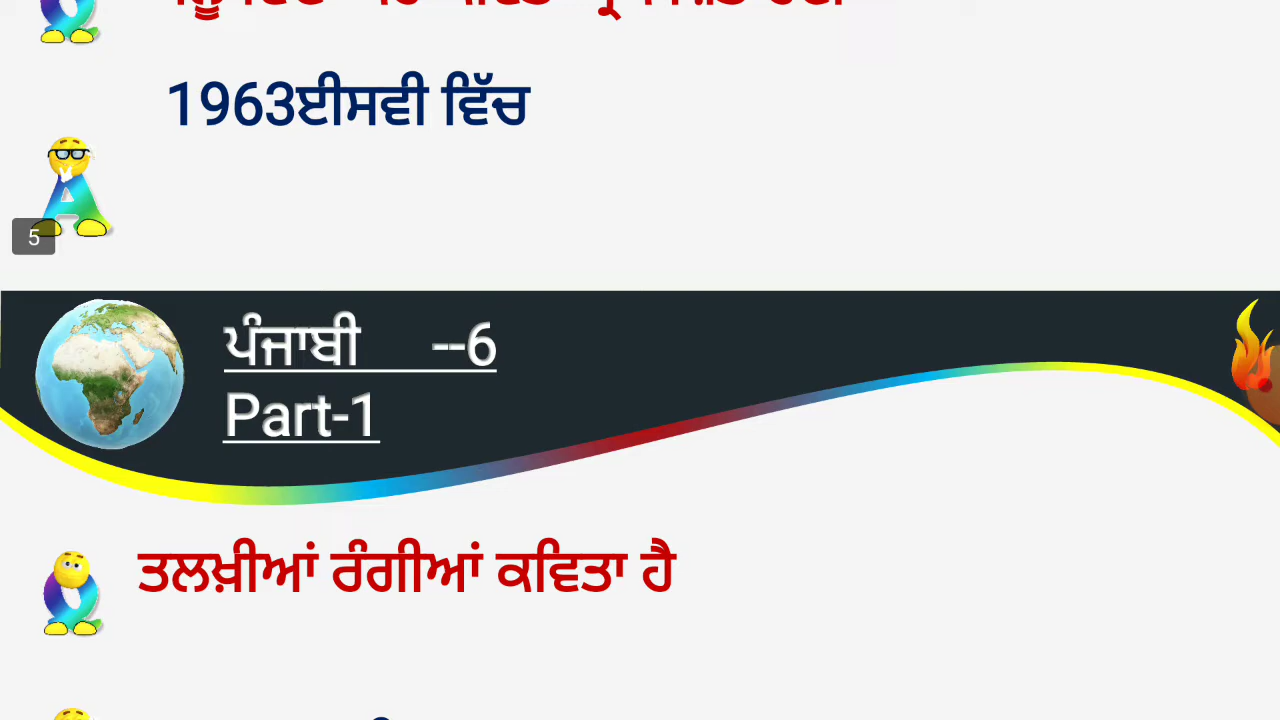 1963ਈਸਵੀ ਵਿੱਚ
5
ਪੰਜਾਬੀ --6
Part-1
ਤਲਖ਼ੀਆਂ ਰੰਗੀਆਂ ਕਵਿਤਾ ਹੈ